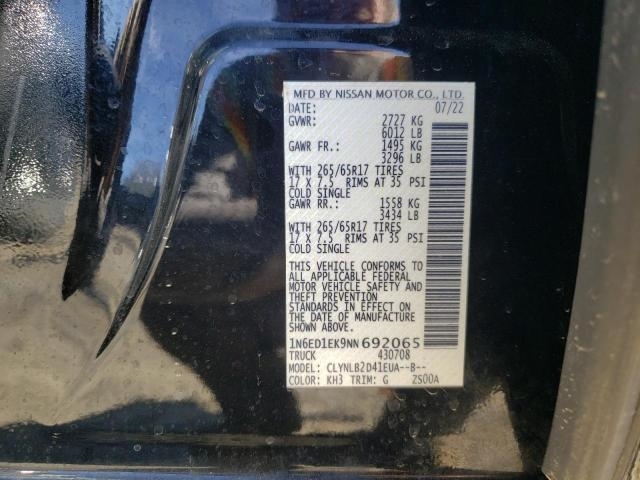 MFD BY NISSAN MOTOR CO., LTD.
DATE: 07/22
GVWR: 2727 KG
6012 LB
GAWR FR.: 1495 KG
3296 LB
WITH 265/65R17 TIRES
17 X 7.5 RIMS AT 35 PSI
COLD SINGLE
GAWR RR.: 1558 KG
3434 LB
WITH 265/65R17 TIRES
17 X 7.5 RIMS AT 35 PSI
COLD SINGLE
THIS VEHICLE CONFORMS TO
ALL APPLICABLE FEDERAL
MOTOR VEHICLE SAFETY AND
THEFT PREVENTION
STANDARDS IN EFFECT ON
THE DATE OF MANUFACTURE
SHOWN ABOVE.
1N6ED1EK9NN692065
TRUCK 430708
MODEL: CLYNLB2D41EUA--B--
COLOR: KH3 TRIM: G ZS00A